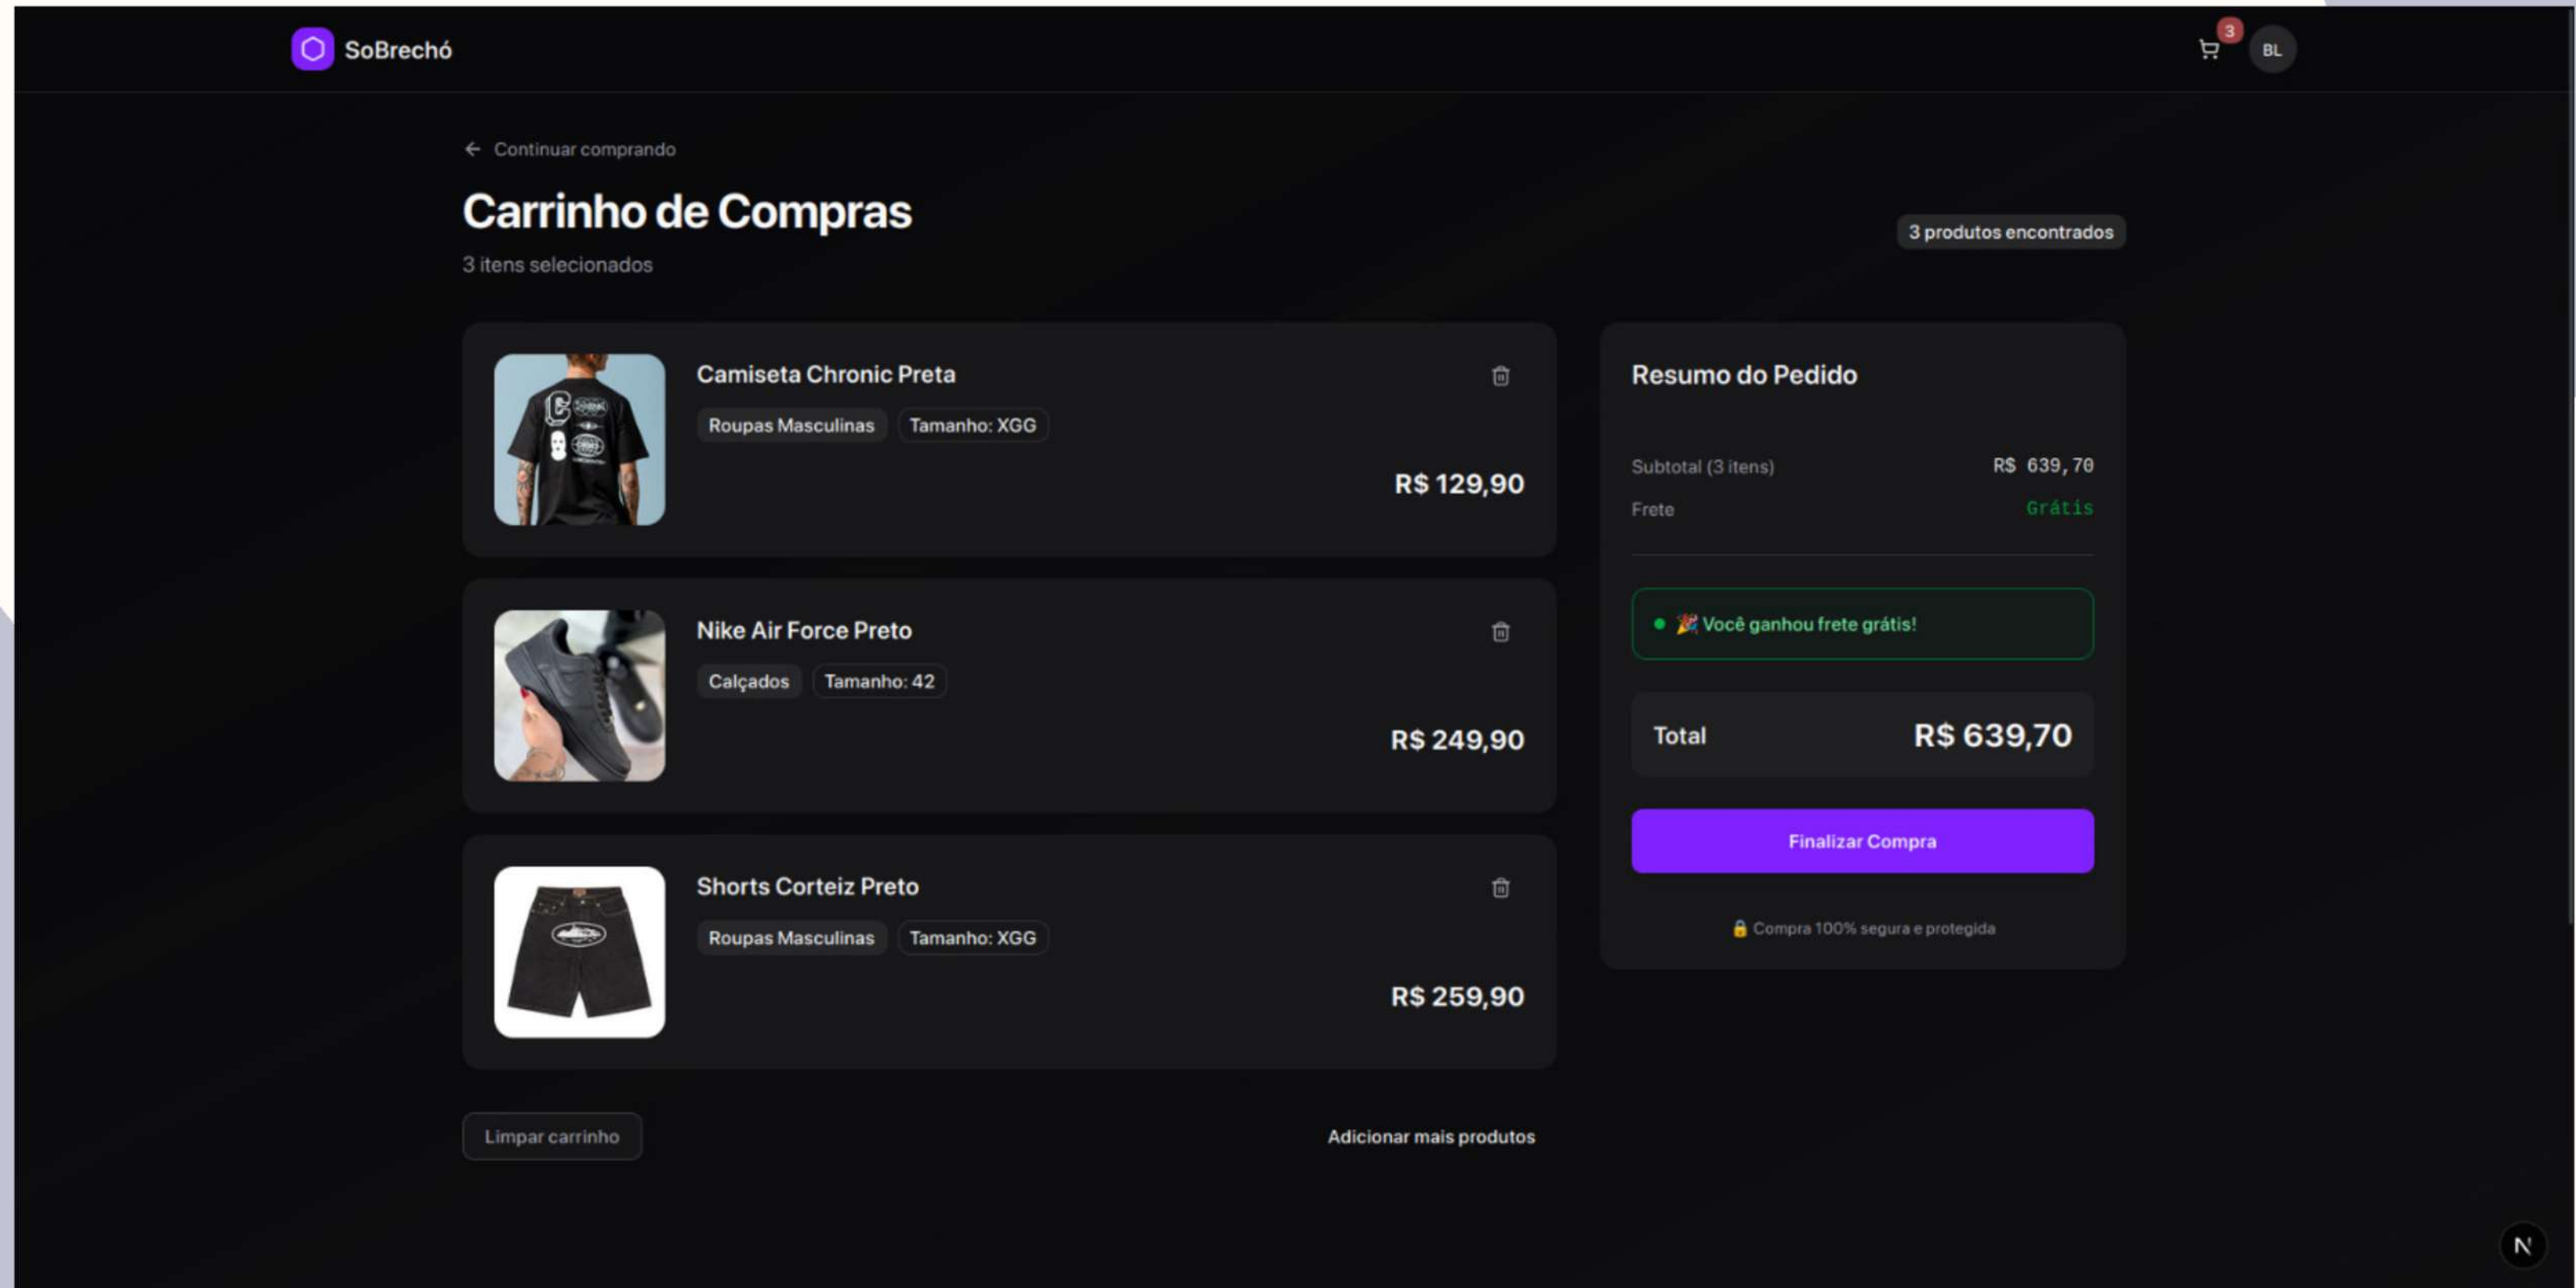 SoBrechó
3
BL
← Continuar comprando
Carrinho de Compras
3 itens selecionados
3 produtos encontrados
Camiseta Chronic Preta
Roupas Masculinas
Tamanho: XGG
R$ 129,90
Nike Air Force Preto
Calçados
Tamanho: 42
R$ 249,90
Shorts Corteiz Preto
Roupas Masculinas
Tamanho: XGG
R$ 259,90
Limpar carrinho
Adicionar mais produtos
Resumo do Pedido
Subtotal (3 itens) R$ 639,70
Frete Grátis
🎉 Você ganhou frete grátis!
Total R$ 639,70
Finalizar Compra
🔒 Compra 100% segura e protegida
N